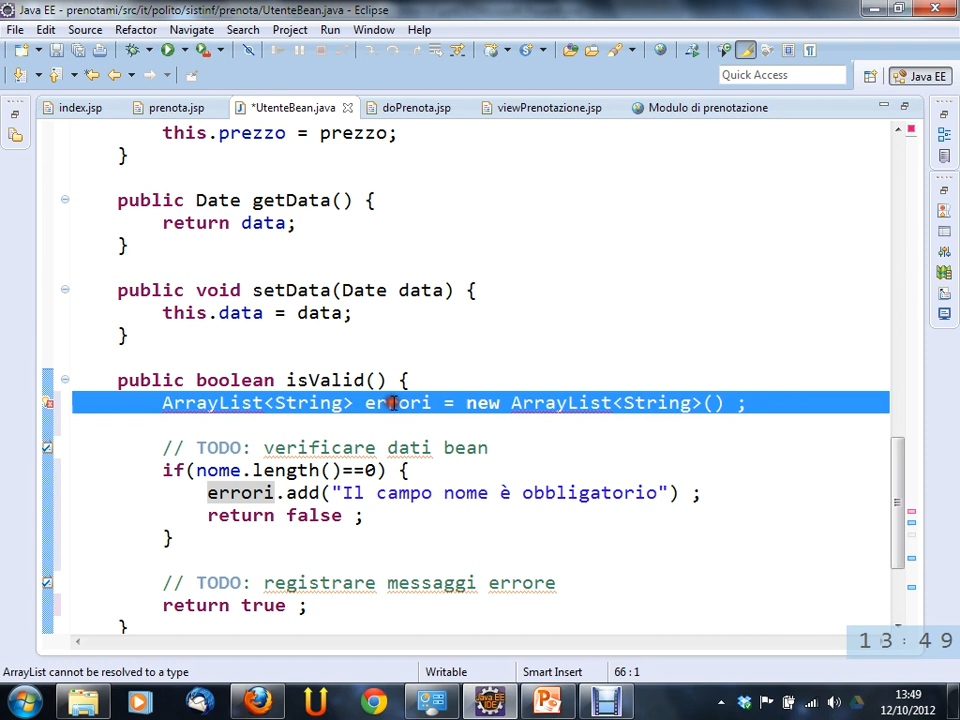 Java EE - prenotami/src/it/polito/sistinf/prenota/UtenteBean.java - Eclipse
File Edit Source Refactor Navigate Search Project Run Window Help
Quick Access
Java EE
index.jsp
prenota.jsp
*UtenteBean.java
doPrenota.jsp
viewPrenotazione.jsp
Modulo di prenotazione
this.prezzo = prezzo;
}
public Date getData() {
return data;
}
public void setData(Date data) {
this.data = data;
}
public boolean isValid() {
ArrayList<String> errori = new ArrayList<String>() ;
// TODO: verificare dati bean
if(nome.length()==0) {
errori.add("Il campo nome è obbligatorio") ;
return false ;
}
// TODO: registrare messaggi errore
return true ;
}
13:49
ArrayList cannot be resolved to a type
Writable
Smart Insert
66 : 1
13:49
12/10/2012